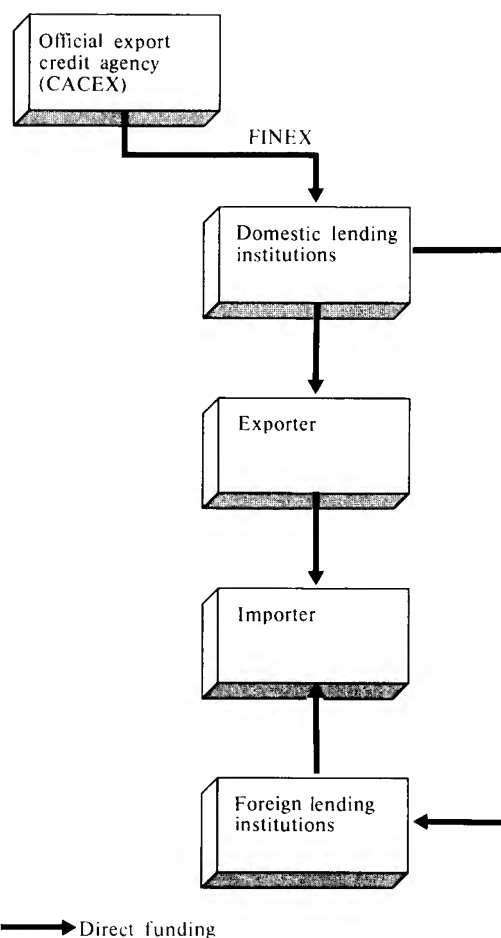 Official export
credit agency
(CACEX)
FINEX
Domestic lending
institutions
Exporter
Importer
Foreign lending
institutions
Direct funding